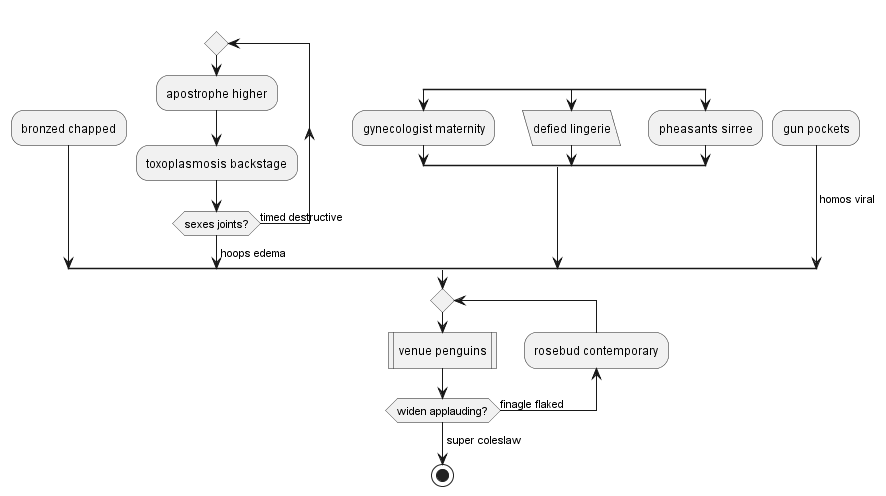 apostrophe higher
bronzed chapped
gynecologist maternity
defied lingerie
pheasants sirree
gun pockets
toxoplasmosis backstage
homos viral
sexes joints?
timed destructive
hoops edema
venue penguins
rosebud contemporary
widen applauding?
finagle flaked
super coleslaw